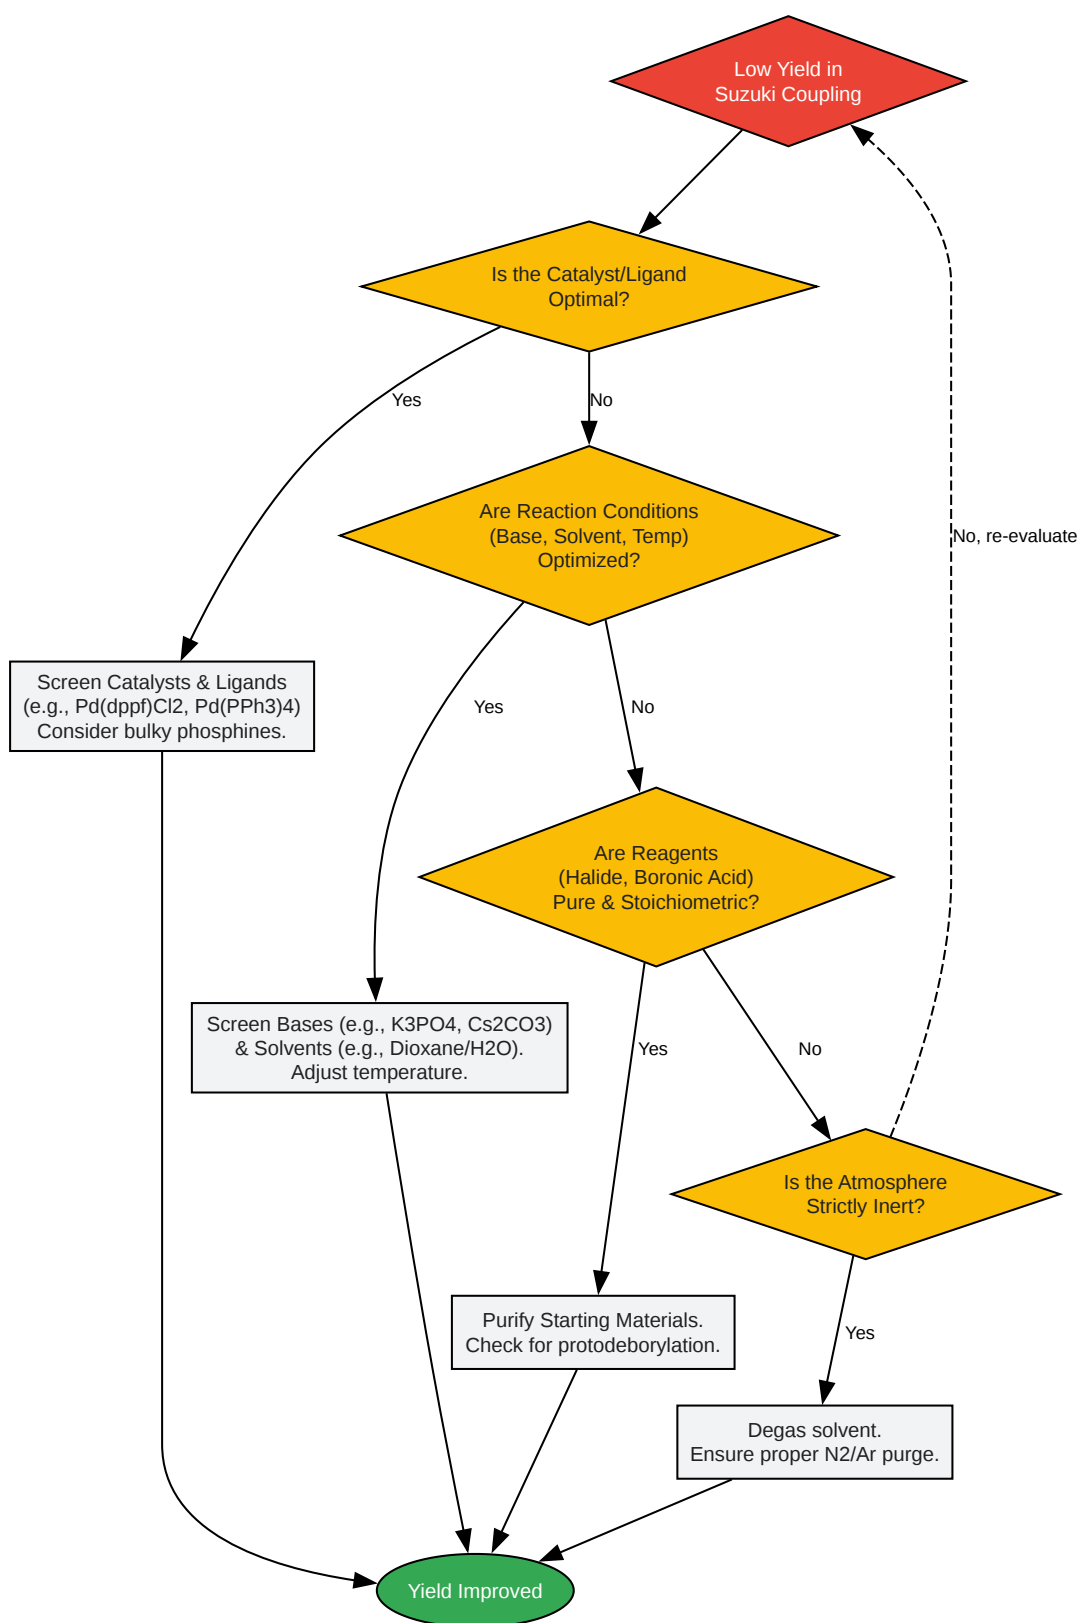 Low Yield in
Suzuki Coupling
Is the Catalyst/Ligand
Optimal?
Yes
No
Are Reaction Conditions
(Base, Solvent, Temp)
Optimized?
No, re-evaluate
Screen Catalysts & Ligands
(e.g., Pd(dppf)Cl2, Pd(PPh3)4)
Consider bulky phosphines.
Yes
No
Are Reagents
(Halide, Boronic Acid)
Pure & Stoichiometric?
Screen Bases (e.g., K3PO4, Cs2CO3)
& Solvents (e.g., Dioxane/H2O).
Adjust temperature.
Yes
No
Is the Atmosphere
Strictly Inert?
Purify Starting Materials.
Check for protodeborylation.
Yes
Degas solvent.
Ensure proper N2/Ar purge.
Yield Improved